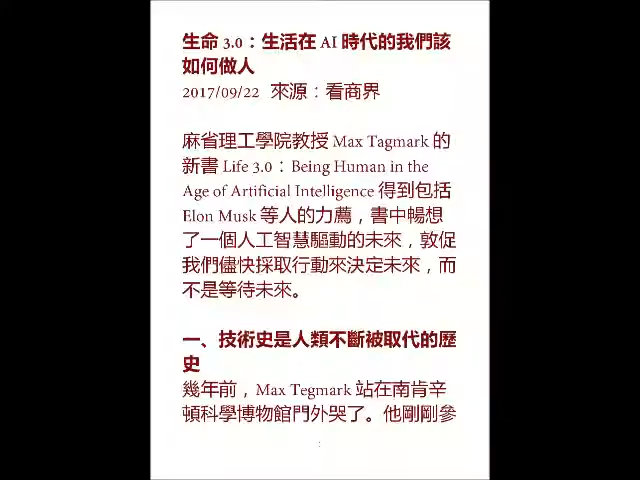 生命 3.0：生活在 AI 時代的我們該
如何做人
2017/09/22 來源：看商界
麻省理工學院教授 Max Tagmark 的
新書 Life 3.0：Being Human in the
Age of Artificial Intelligence 得到包括
Elon Musk 等人的力薦，書中暢想
了一個人工智慧驅動的未來，敦促
我們儘快採取行動來決定未來，而
不是等待未來。
一、技術史是人類不斷被取代的歷
史
幾年前，Max Tegmark 站在南肯辛
頓科學博物館門外哭了。他剛剛參